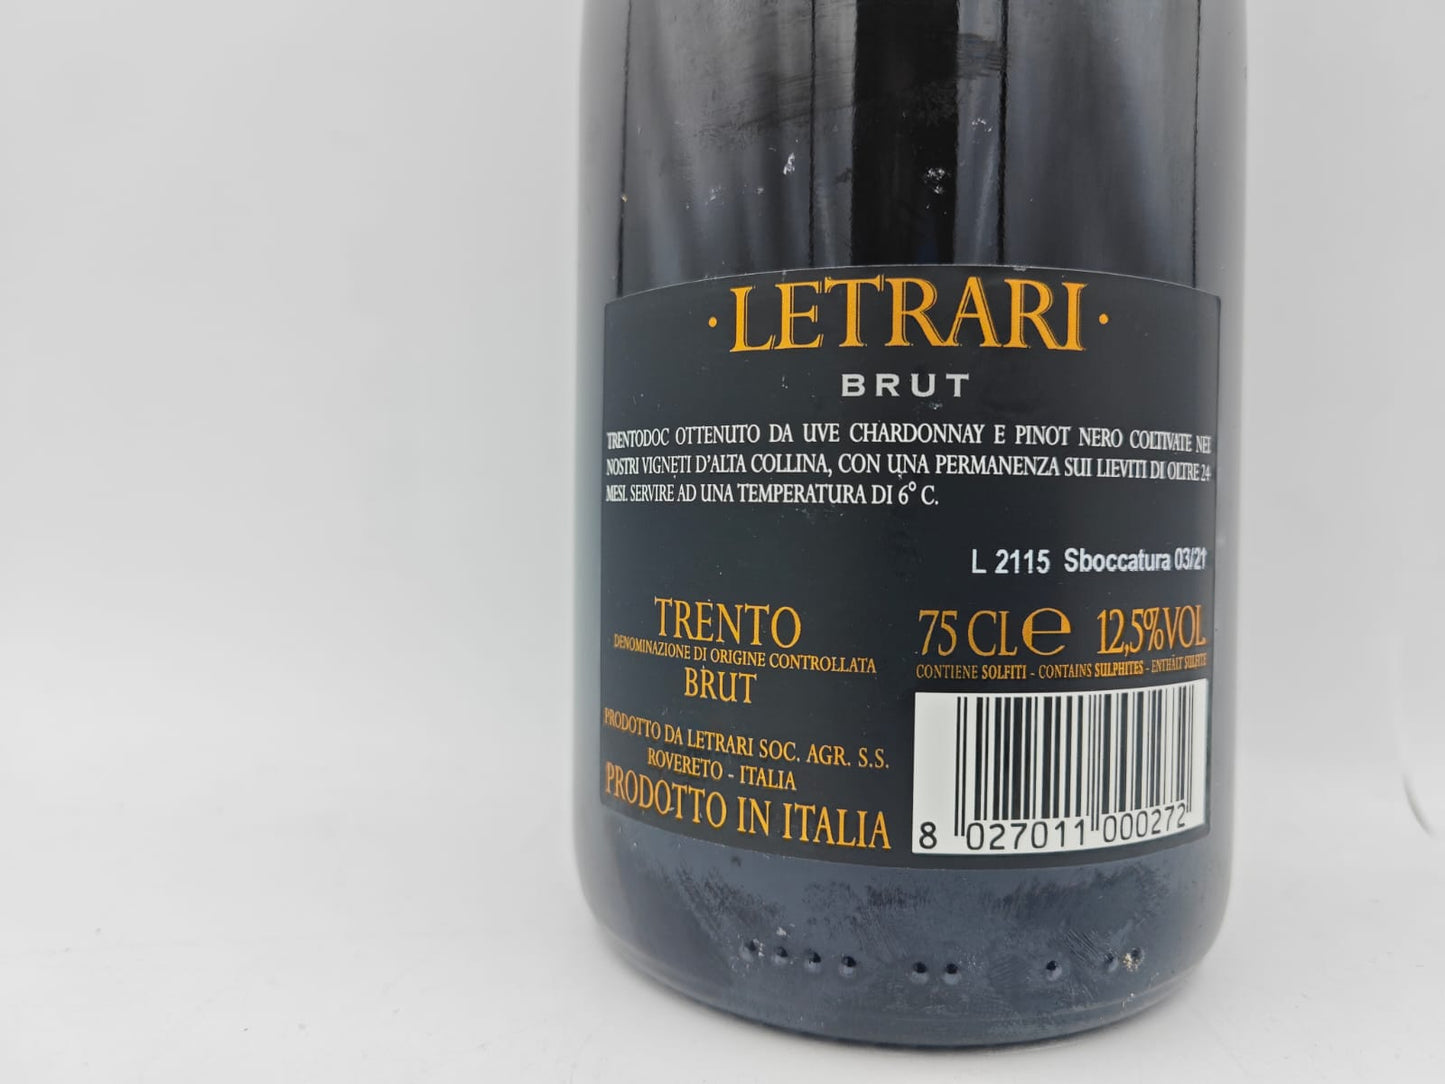 · LETRARI ·
BRUT
TRENTODOC OTTENUTO DA UVE CHARDONNAY E PINOT NERO COLTIVATE NEI
NOSTRI VIGNETI D'ALTA COLLINA, CON UNA PERMANENZA SUI LIEVITI DI OLTRE 24
MESI. SERVIRE AD UNA TEMPERATURA DI 6° C.
L 2115 Sboccatura 03/21
TRENTO
DENOMINAZIONE DI ORIGINE CONTROLLATA
BRUT
75 CL e 12,5%VOL
CONTIENE SOLFITI - CONTAINS SULPHITES - ENTHÄLT SULFITE
PRODOTTO DA LETRARI SOC. AGR. S.S.
ROVERETO - ITALIA
PRODOTTO IN ITALIA
8 027011 000272